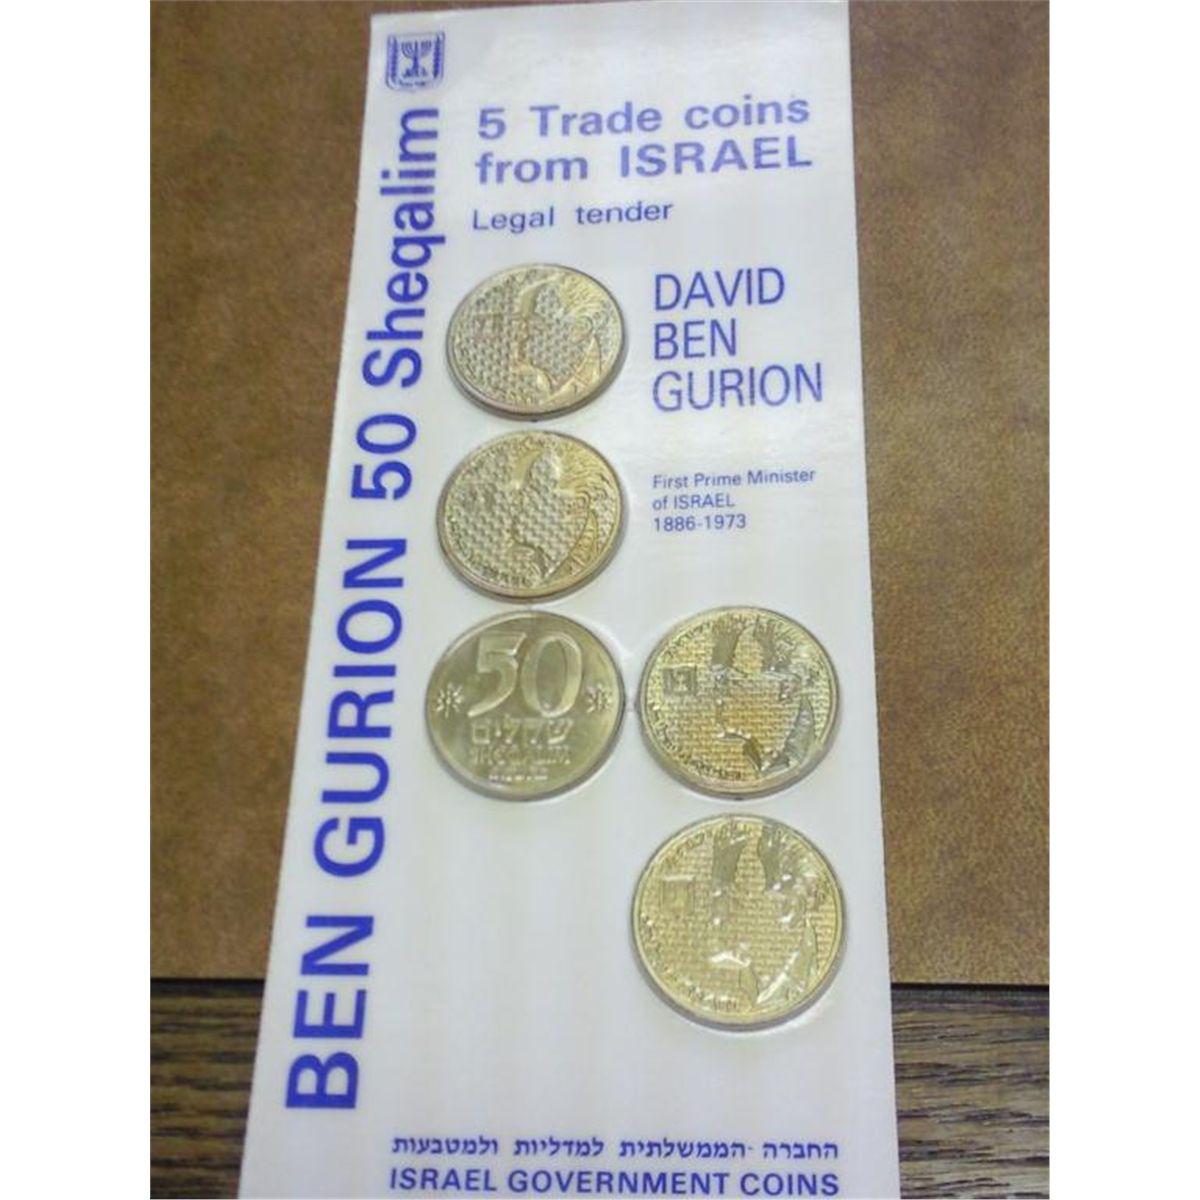 5 Trade coins
from ISRAEL
Legal tender
BEN GURION 50 Sheqalim
DAVID
BEN
GURION
First Prime Minister
of ISRAEL
1886-1973
50
שקלים
SHEQALIM
החברה הממשלתית למדליות ולמטבעות
ISRAEL GOVERNMENT COINS